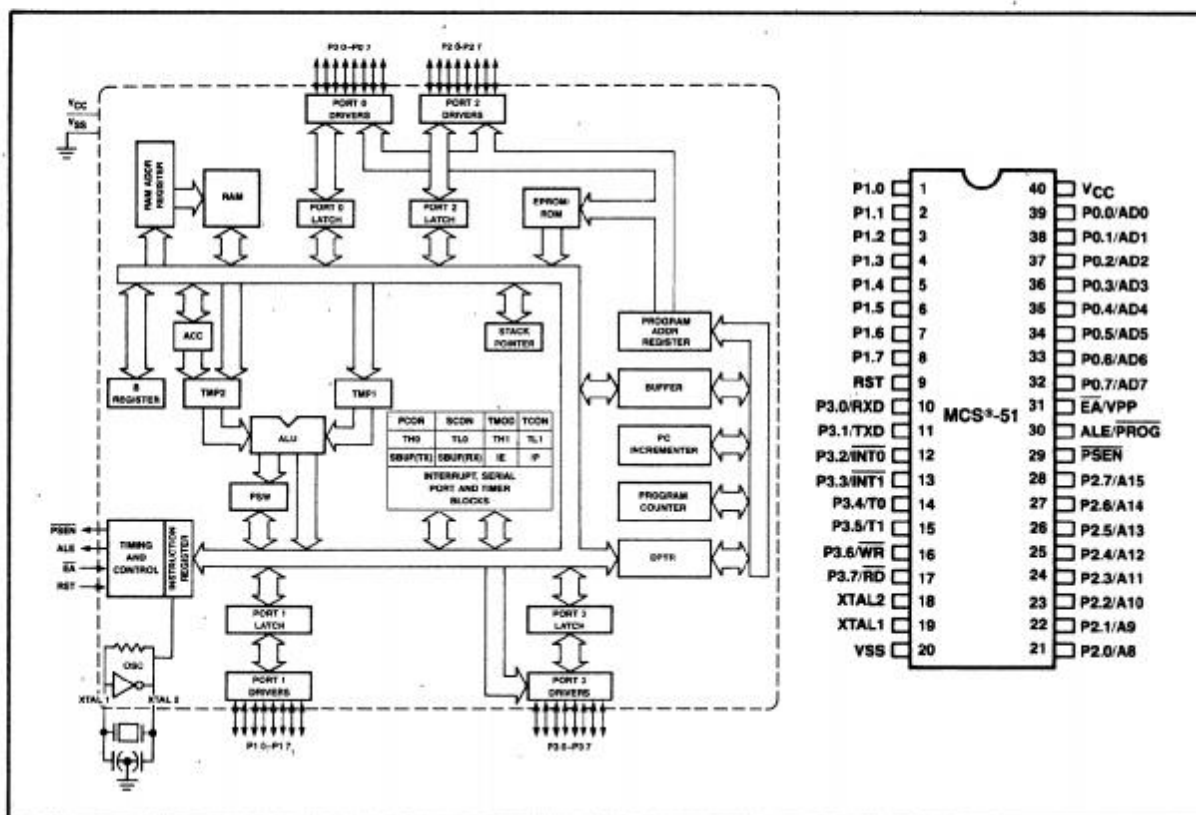 P3 0–P0 7
P2 0-P2 7
VCC
VSS
PORT 0
DRIVERS
PORT 2
DRIVERS
RAM ADDR
REGISTER
RAM
PORT 0
LATCH
PORT 2
LATCH
EPROM/
ROM
ACC
STACK
POINTER
PROGRAM
ADDR
REGISTER
B
REGISTER
TMP2
TMP1
BUFFER
ALU
PCON SCON TMOD TCON
TH0 TL0 TH1 TL1
SBUF(TX) SBUF(RX) IE IP
INTERRUPT, SERIAL
PORT AND TIMER
BLOCKS
PC
INCREMENTER
PSW
PROGRAM
COUNTER
DPTR
PSEN
ALE
EA
RST
TIMING
AND
CONTROL
INSTRUCTION
REGISTER
PORT 1
LATCH
PORT 3
LATCH
OSC
XTAL 1
XTAL 2
PORT 1
DRIVERS
PORT 3
DRIVERS
P1 0–P1 7
P3 0–P3 7
P1.0 1 40 VCC
P1.1 2 39 P0.0/AD0
P1.2 3 38 P0.1/AD1
P1.3 4 37 P0.2/AD2
P1.4 5 36 P0.3/AD3
P1.5 6 35 P0.4/AD4
P1.6 7 34 P0.5/AD5
P1.7 8 33 P0.6/AD6
RST 9 32 P0.7/AD7
P3.0/RXD 10 31 EA/VPP
MCS®-51
P3.1/TXD 11 30 ALE/PROG
P3.2/INT0 12 29 PSEN
P3.3/INT1 13 28 P2.7/A15
P3.4/T0 14 27 P2.6/A14
P3.5/T1 15 26 P2.5/A13
P3.6/WR 16 25 P2.4/A12
P3.7/RD 17 24 P2.3/A11
XTAL2 18 23 P2.2/A10
XTAL1 19 22 P2.1/A9
VSS 20 21 P2.0/A8